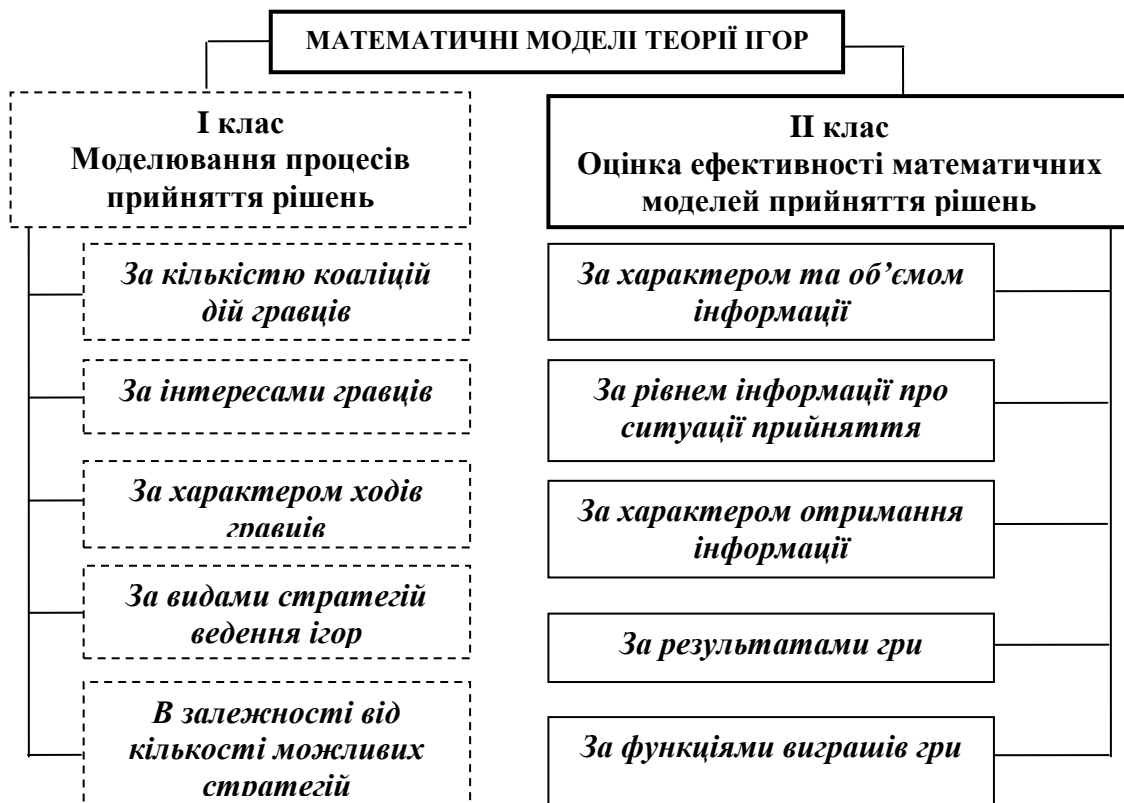 МАТЕМАТИЧНІ МОДЕЛІ ТЕОРІЇ ІГОР
І клас
Моделювання процесів
прийняття рішень
За кількістю коаліцій
дій гравців
За інтересами гравців
За характером ходів
гравців
За видами стратегій
ведення ігор
В залежності від
кількості можливих
стратегій
ІІ клас
Оцінка ефективності математичних
моделей прийняття рішень
За характером та об’ємом
інформації
За рівнем інформації про
ситуації прийняття
За характером отримання
інформації
За результатами гри
За функціями виграшів гри